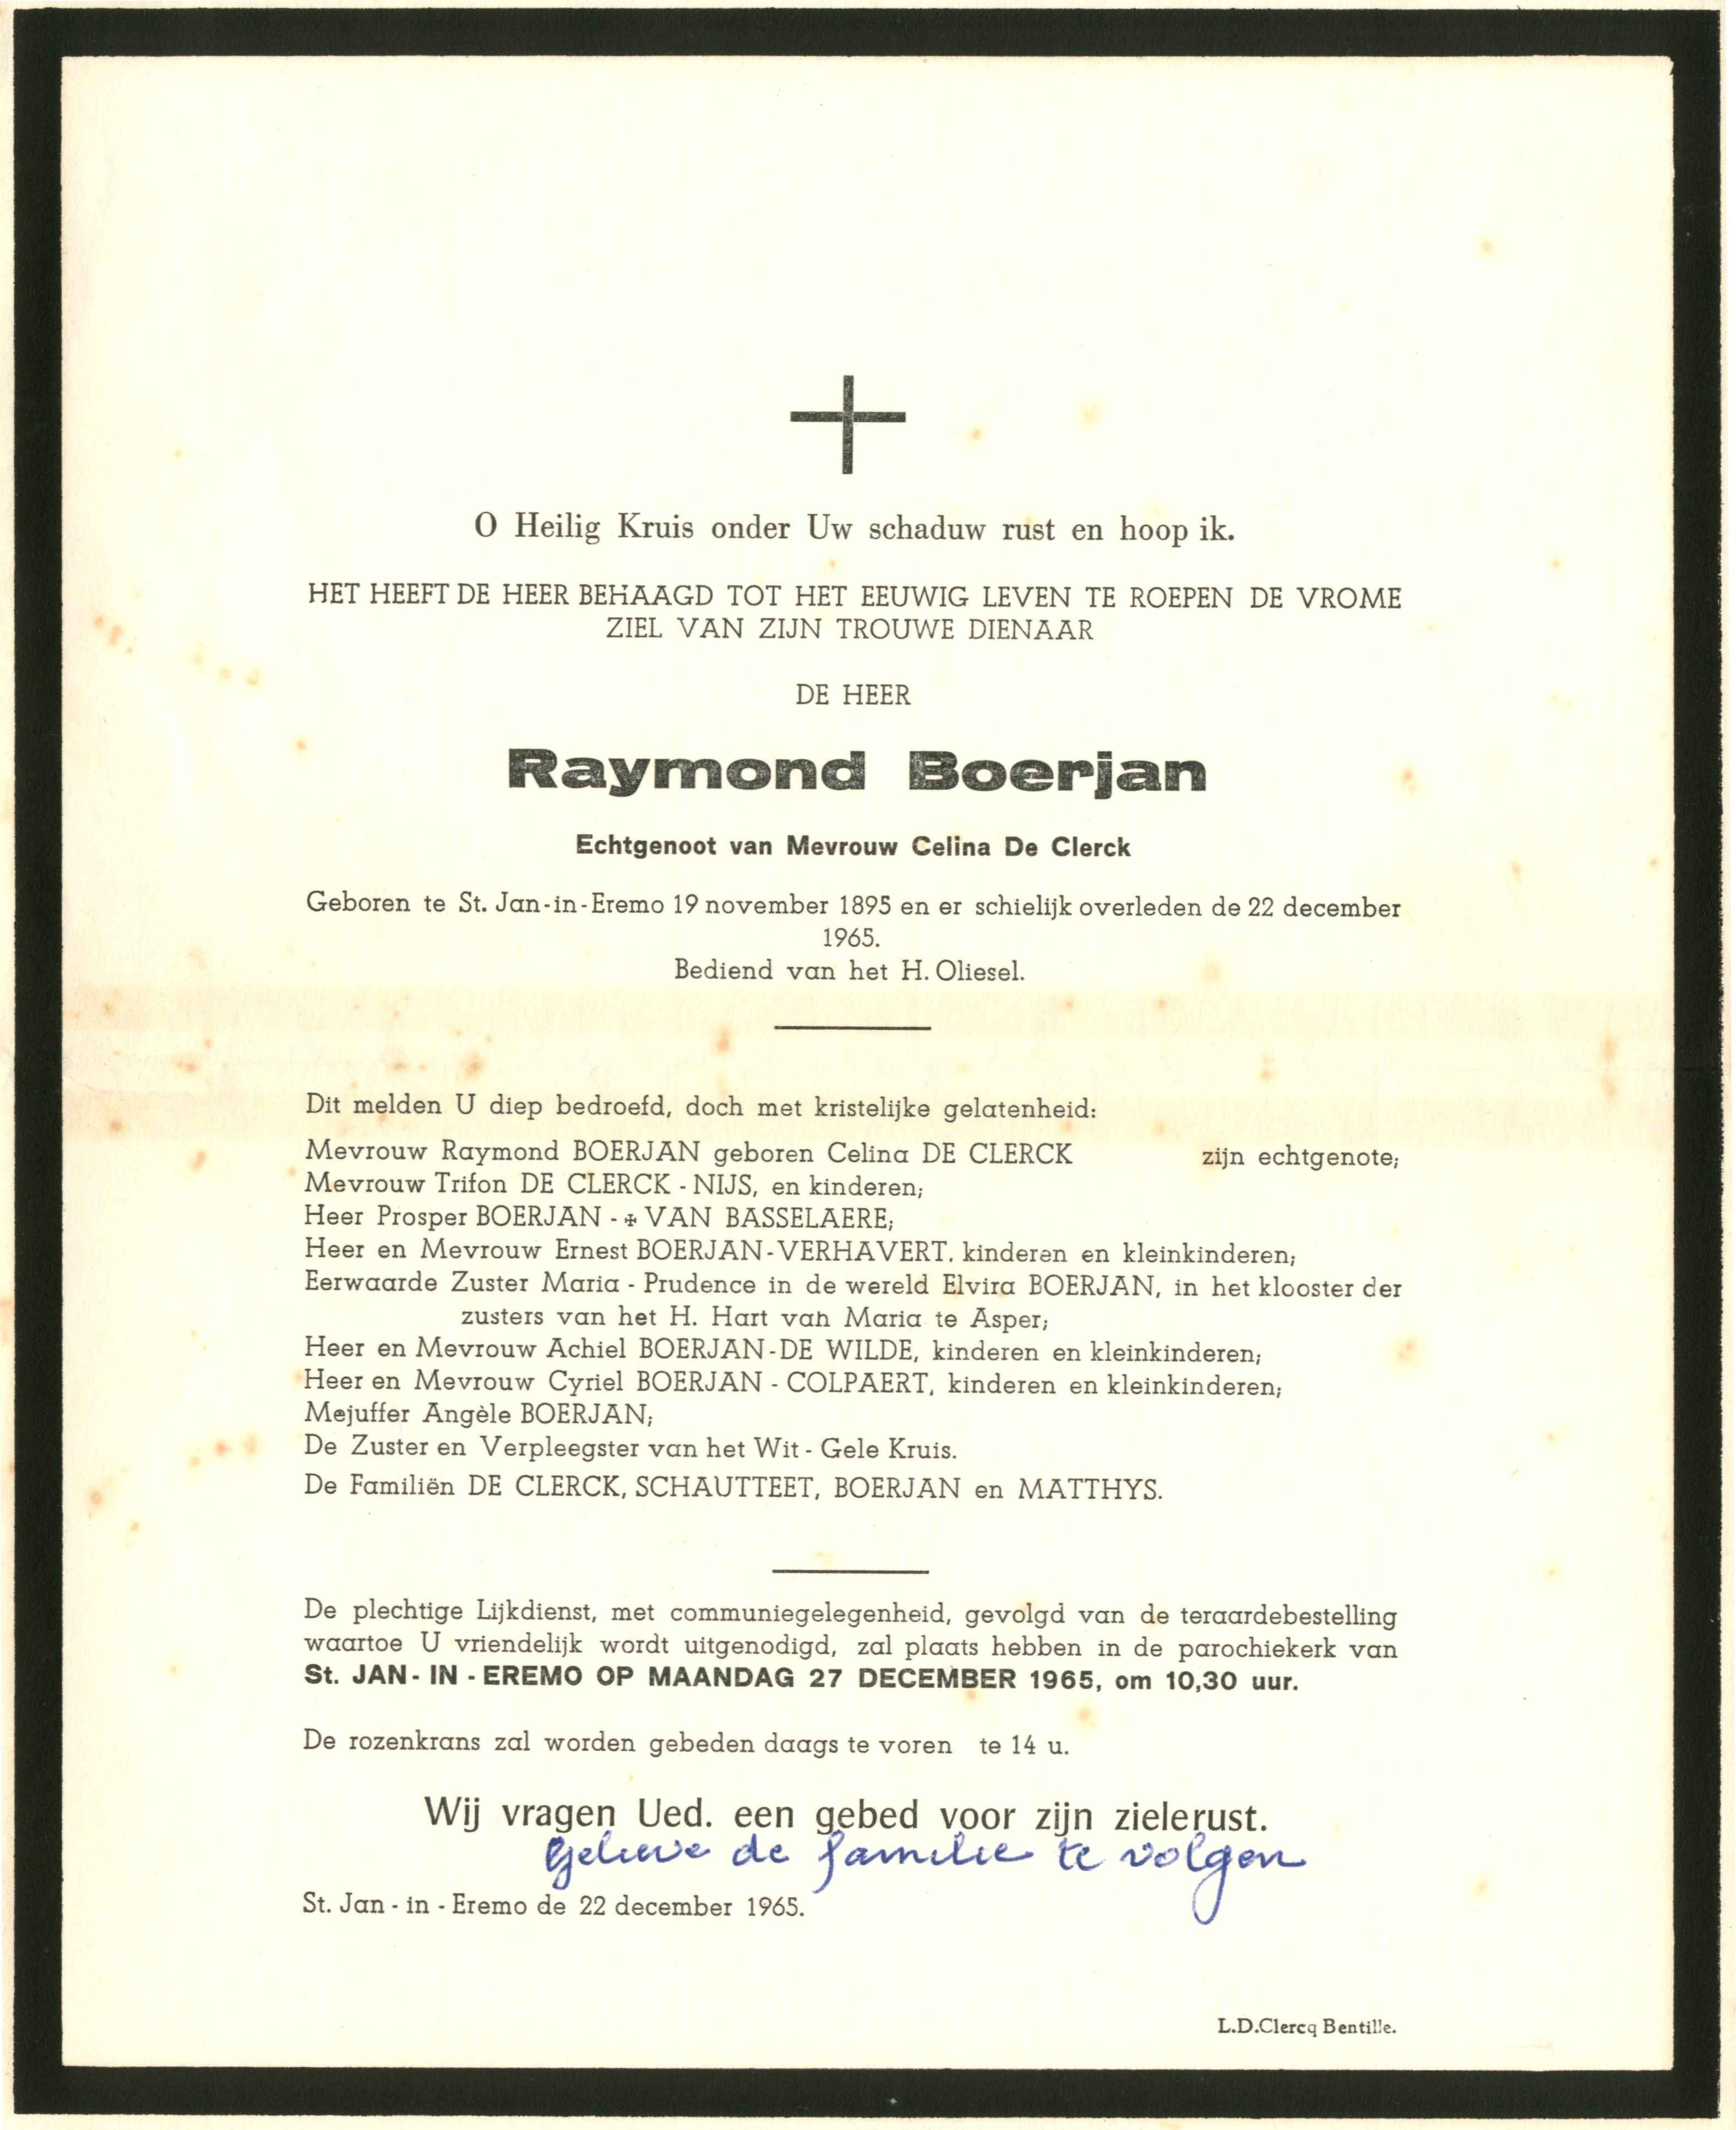 O Heilig Kruis onder Uw schaduw rust en hoop ik.
HET HEEFT DE HEER BEHAAGD TOT HET EEUWIG LEVEN TE ROEPEN DE VROME
ZIEL VAN ZIJN TROUWE DIENAAR
DE HEER
Raymond Boerjan
Echtgenoot van Mevrouw Celina De Clerck
Geboren te St. Jan-in-Eremo 19 november 1895 en er schielijk overleden de 22 december
1965.
Bediend van het H. Oliesel.
Dit melden U diep bedroefd, doch met kristelijke gelatenheid:
Mevrouw Raymond BOERJAN geboren Celina DE CLERCK zijn echtgenote;
Mevrouw Trifon DE CLERCK - NIJS, en kinderen;
Heer Prosper BOERJAN - ✠ VAN BASSELAERE;
Heer en Mevrouw Ernest BOERJAN-VERHAVERT. kinderen en kleinkinderen;
Eerwaarde Zuster Maria - Prudence in de wereld Elvira BOERJAN, in het klooster der
zusters van het H. Hart van Maria te Asper;
Heer en Mevrouw Achiel BOERJAN-DE WILDE, kinderen en kleinkinderen;
Heer en Mevrouw Cyriel BOERJAN - COLPAERT, kinderen en kleinkinderen;
Mejuffer Angèle BOERJAN;
De Zuster en Verpleegster van het Wit - Gele Kruis.
De Familiën DE CLERCK, SCHAUTTEET, BOERJAN en MATTHYS.
De plechtige Lijkdienst, met communiegelegenheid, gevolgd van de teraardebestelling
waartoe U vriendelijk wordt uitgenodigd, zal plaats hebben in de parochiekerk van
St. JAN- IN - EREMO OP MAANDAG 27 DECEMBER 1965, om 10,30 uur.
De rozenkrans zal worden gebeden daags te voren te 14 u.
Wij vragen Ued. een gebed voor zijn zielerust.
Gelieve de familie te volgen
St. Jan - in - Eremo de 22 december 1965.
L.D.Clercq Bentille.